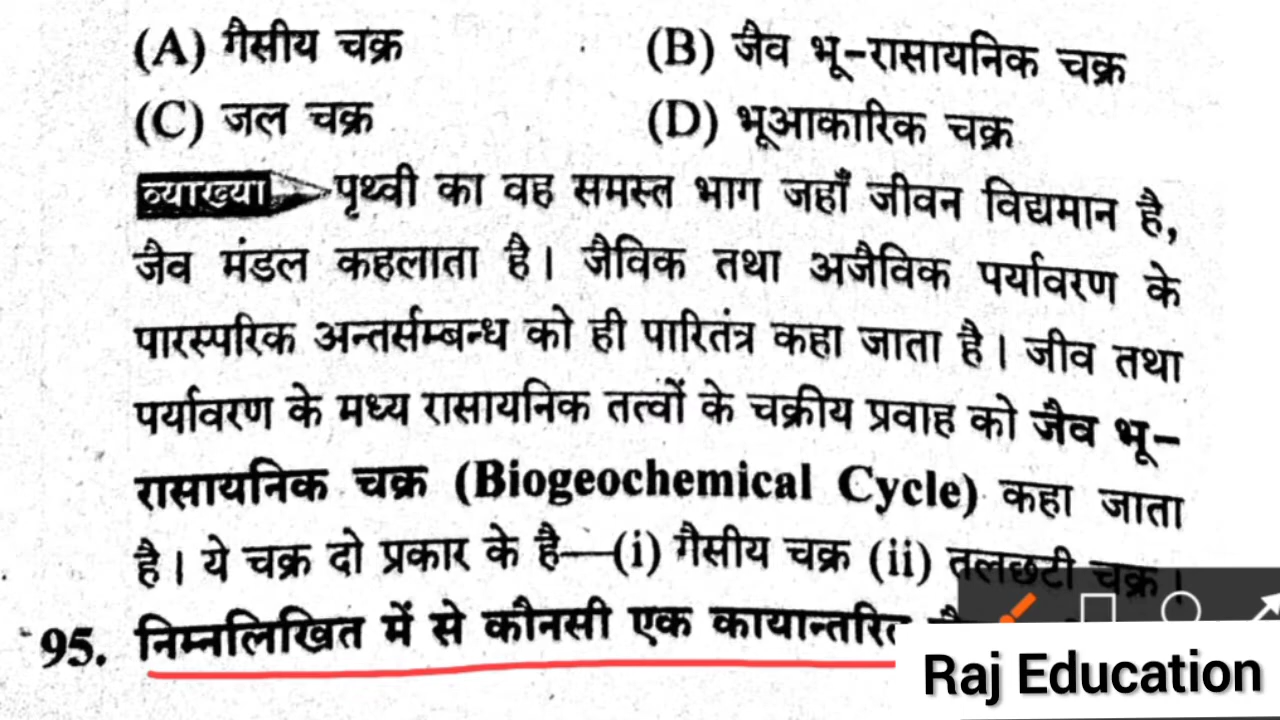 (A) गैसीय चक्र (B) जैव भू-रासायनिक चक्र
(C) जल चक्र (D) भूआकारिक चक्र
व्याख्या पृथ्वी का वह समस्त भाग जहाँ जीवन विद्यमान है,
जैव मंडल कहलाता है। जैविक तथा अजैविक पर्यावरण के
पारस्परिक अन्तर्सम्बन्ध को ही पारितंत्र कहा जाता है। जीव तथा
पर्यावरण के मध्य रासायनिक तत्वों के चक्रीय प्रवाह को जैव भू-
रासायनिक चक्र (Biogeochemical Cycle) कहा जाता
है। ये चक्र दो प्रकार के है—(i) गैसीय चक्र (ii) तलछटी चक्र।
95. निम्नलिखित में से कौनसी एक
Raj Education